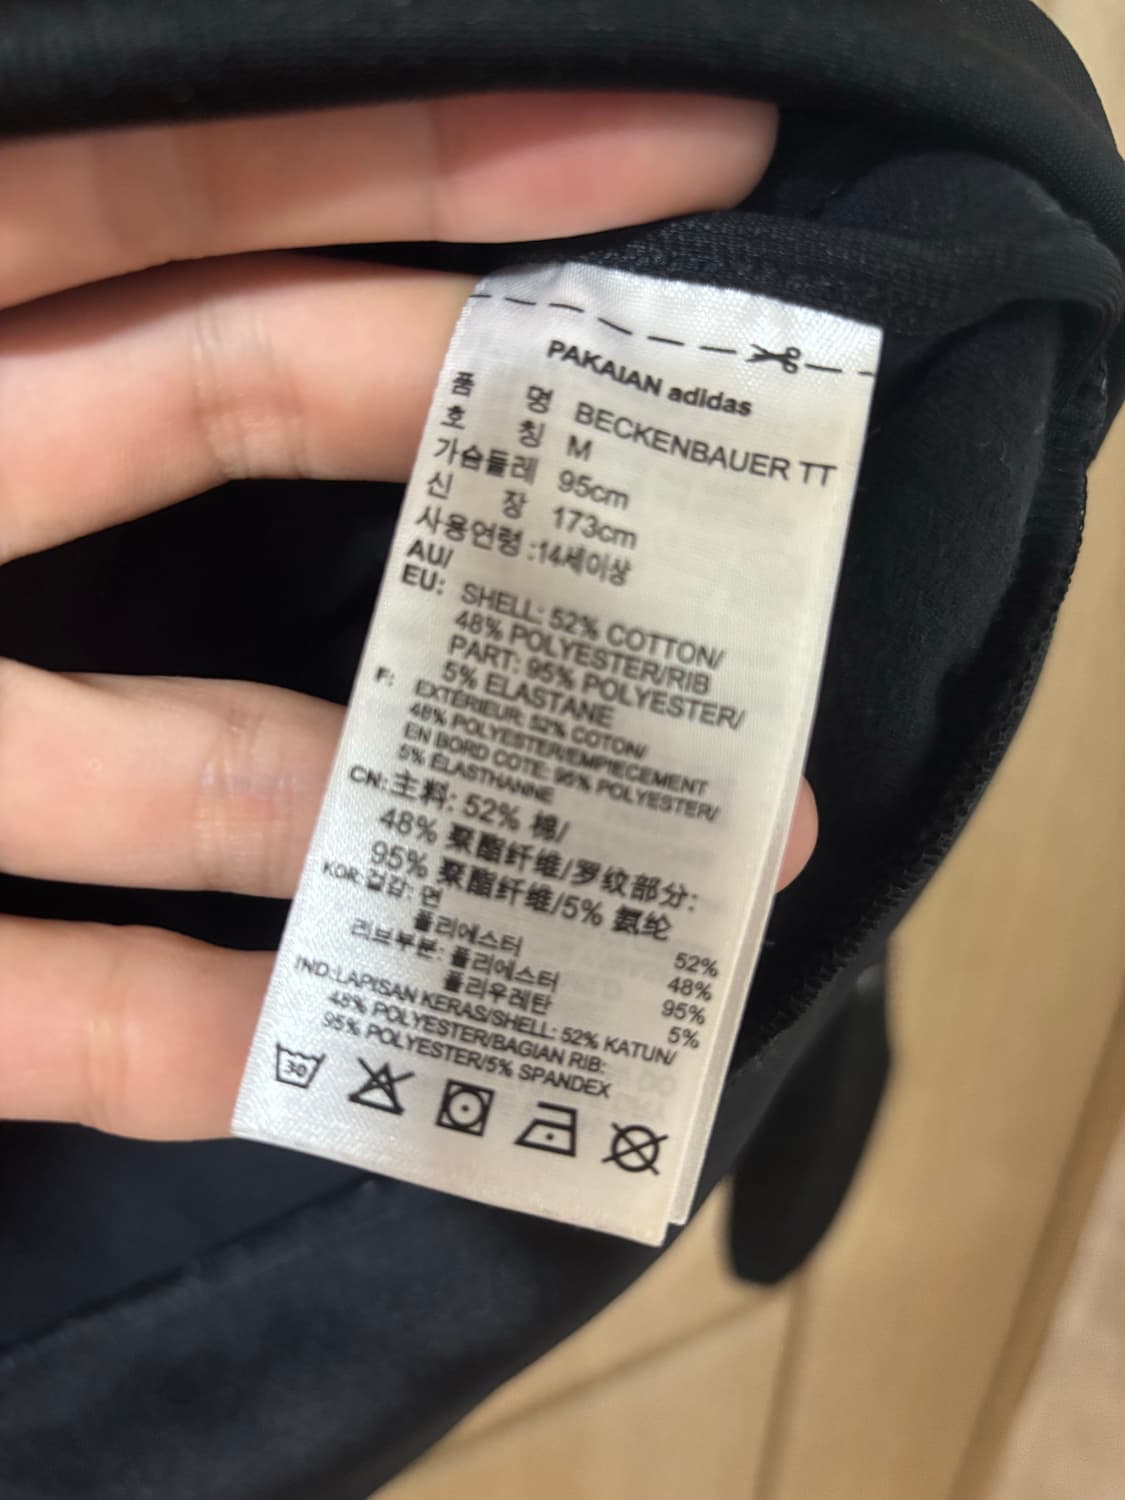 PAKAIAN adidas
품 명 BECKENBAUER TT
호 칭 M
가슴둘레 95cm
신 장 173cm
사용연령 :14세이상
AU/
EU: SHELL: 52% COTTON/
48% POLYESTER/RIB
PART: 95% POLYESTER/
5% ELASTANE
F: EXTÉRIEUR: 52% COTON/
48% POLYESTER/EMPIECEMENT
EN BORD COTE: 95% POLYESTER/
5% ELASTHANNE
CN: 主料: 52% 棉/
48% 聚酯纤维/罗纹部分:
95% 聚酯纤维/5% 氨纶
KOR: 겉감: 면 52%
폴리에스터 48%
리브부분: 폴리에스터 95%
폴리우레탄 5%
IND:LAPISAN KERAS/SHELL: 52% KATUN/
48% POLYESTER/BAGIAN RIB:
95% POLYESTER/5% SPANDEX
30